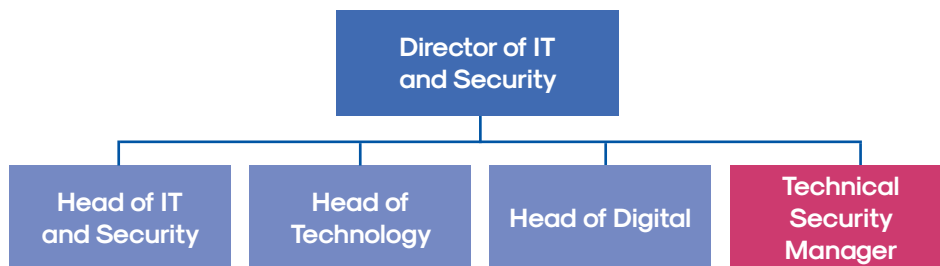 Director of IT
and Security
Head of IT
and Security
Head of
Technology
Head of Digital
Technical
Security
Manager